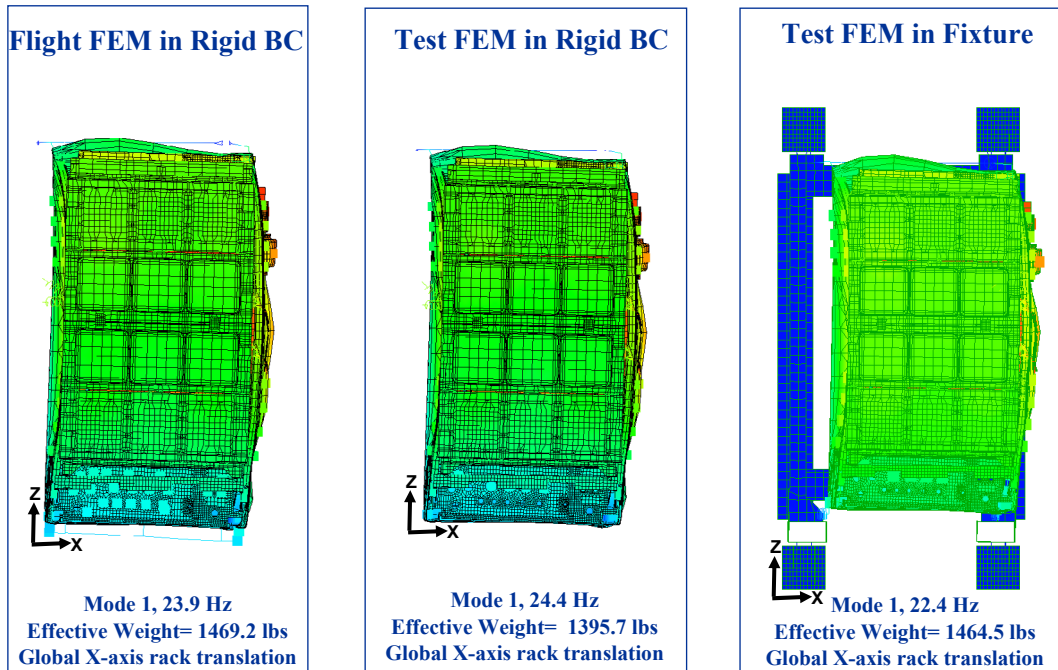 Flight FEM in Rigid BC
Z
X
Mode 1, 23.9 Hz
Effective Weight= 1469.2 lbs
Global X-axis rack translation
Test FEM in Rigid BC
Z
X
Mode 1, 24.4 Hz
Effective Weight=  1395.7 lbs
Global X-axis rack translation
Test FEM in Fixture
Z
X
Mode 1, 22.4 Hz
Effective Weight= 1464.5 lbs
Global X-axis rack translation